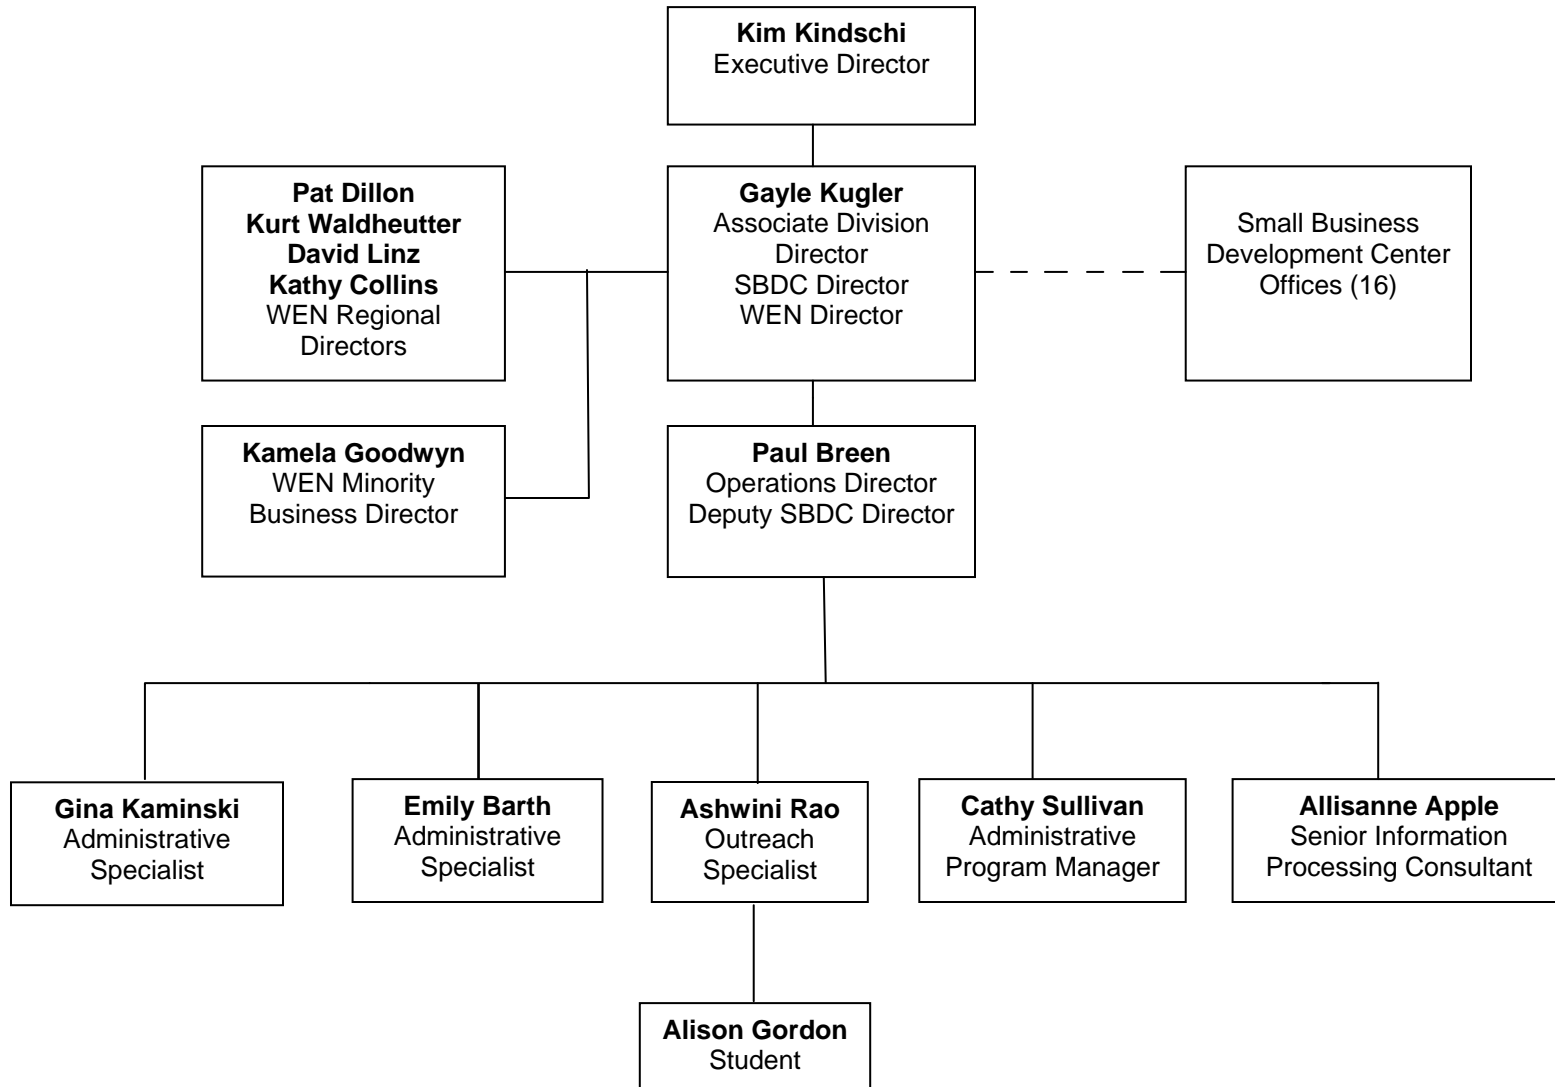 Kim Kindschi
Executive Director
Pat Dillon
Kurt Waldheutter
David Linz
Kathy Collins
WEN Regional
Directors
Gayle Kugler
Associate Division
Director
SBDC Director
WEN Director
Small Business
Development Center
Offices (16)
Kamela Goodwyn
WEN Minority
Business Director
Paul Breen
Operations Director
Deputy SBDC Director
Gina Kaminski
Administrative
Specialist
Emily Barth
Administrative
Specialist
Ashwini Rao
Outreach
Specialist
Cathy Sullivan
Administrative
Program Manager
Allisanne Apple
Senior Information
Processing Consultant
Alison Gordon
Student